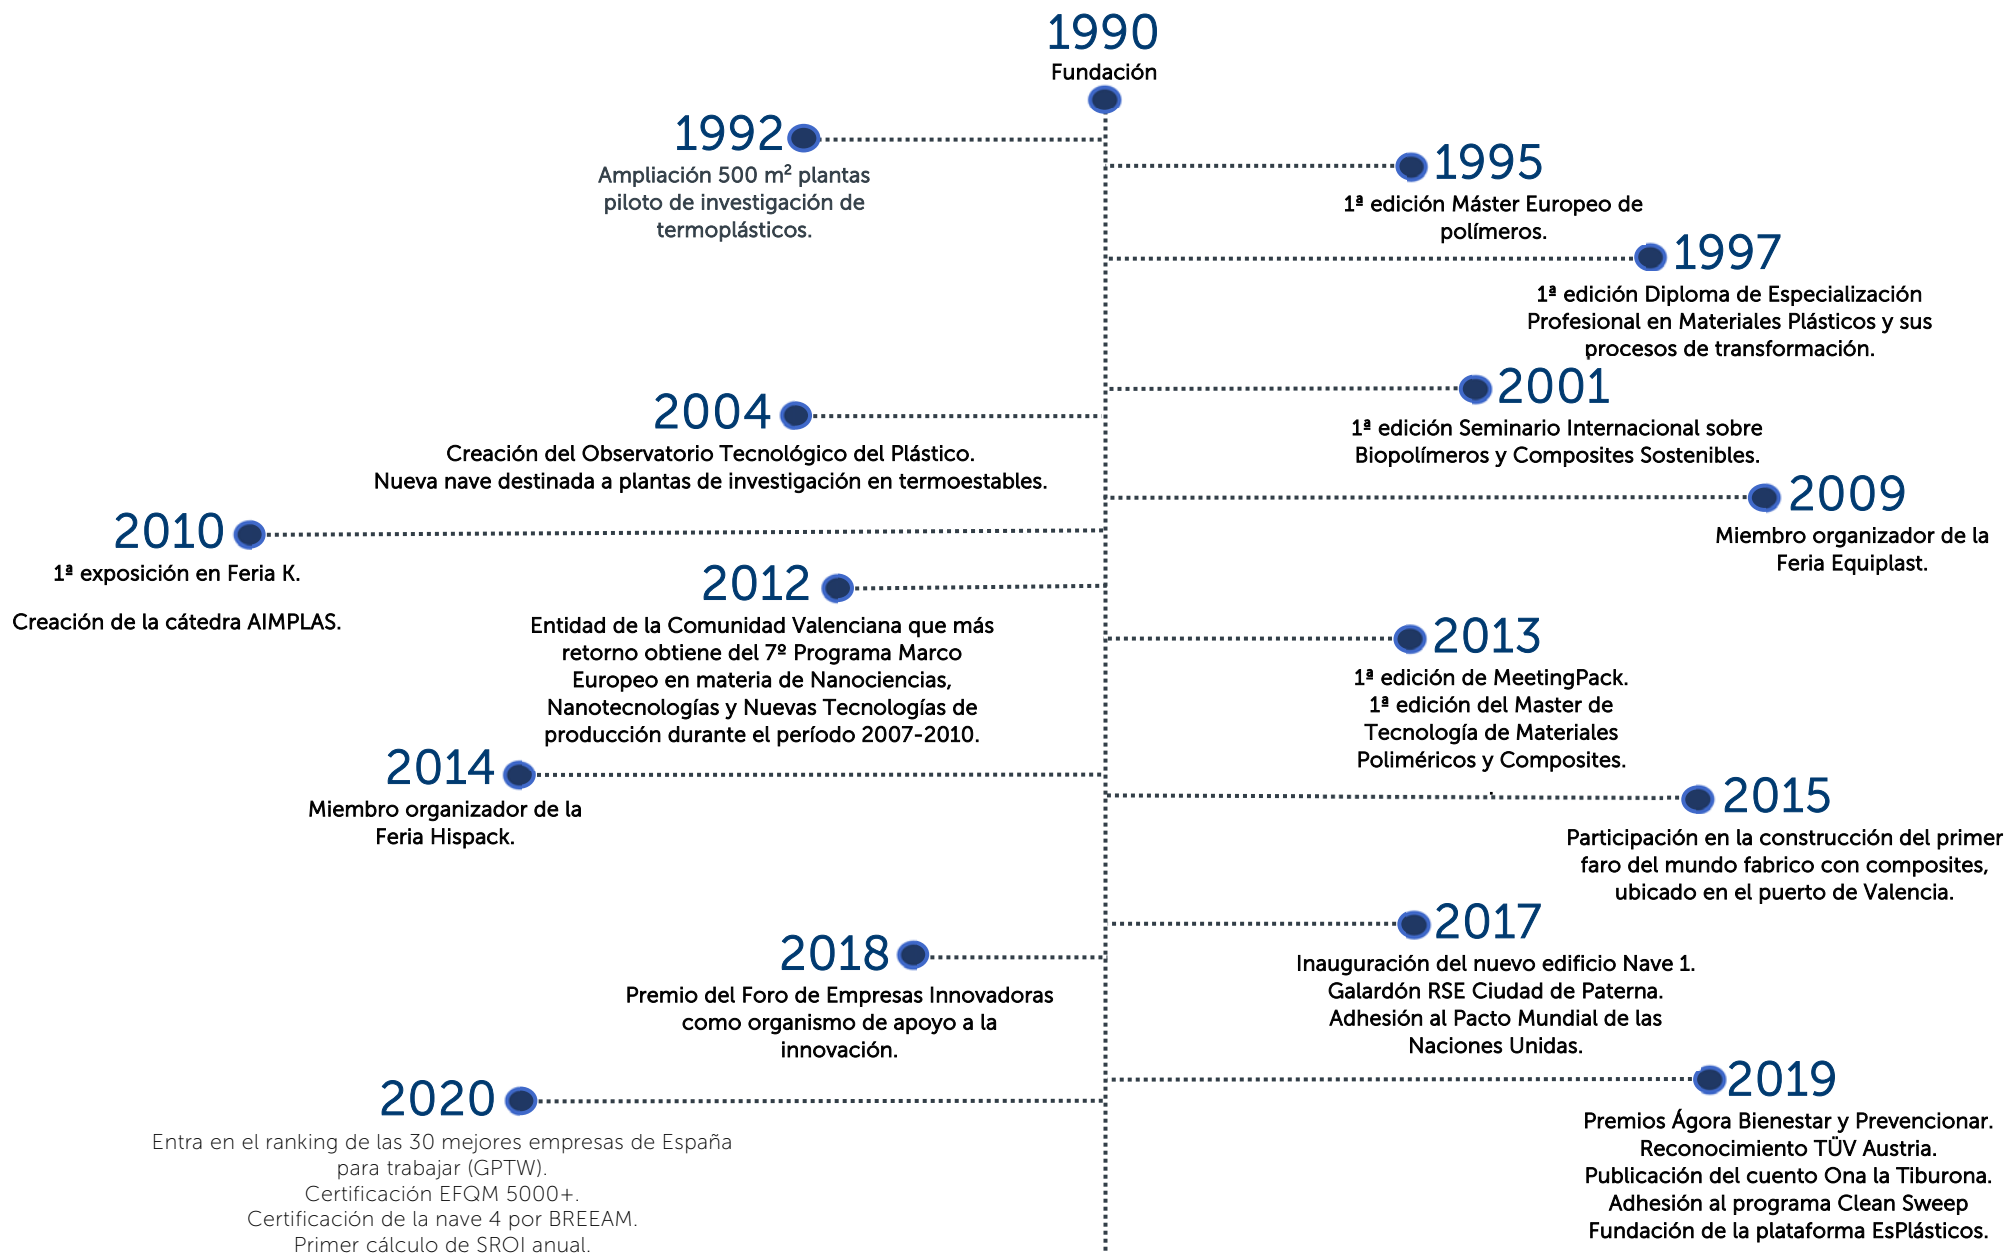 1990
Fundación
1992
Ampliación 500 m² plantas
piloto de investigación de
termoplásticos.
1995
1ª edición Máster Europeo de
polímeros.
1997
1ª edición Diploma de Especialización
Profesional en Materiales Plásticos y sus
procesos de transformación.
2001
1ª edición Seminario Internacional sobre
Biopolímeros y Composites Sostenibles.
2004
Creación del Observatorio Tecnológico del Plástico.
Nueva nave destinada a plantas de investigación en termoestables.
2009
Miembro organizador de la
Feria Equiplast.
2010
1ª exposición en Feria K.
Creación de la cátedra AIMPLAS.
2012
Entidad de la Comunidad Valenciana que más
retorno obtiene del 7º Programa Marco
Europeo en materia de Nanociencias,
Nanotecnologías y Nuevas Tecnologías de
producción durante el período 2007-2010.
2013
1ª edición de MeetingPack.
1ª edición del Master de
Tecnología de Materiales
Poliméricos y Composites.
.
2014
Miembro organizador de la
Feria Hispack.
2015
Participación en la construcción del primer
faro del mundo fabrico con composites,
ubicado en el puerto de Valencia.
2017
Inauguración del nuevo edificio Nave 1.
Galardón RSE Ciudad de Paterna.
Adhesión al Pacto Mundial de las
Naciones Unidas.
2018
Premio del Foro de Empresas Innovadoras
como organismo de apoyo a la
innovación.
2019
Premios Ágora Bienestar y Prevencionar.
Reconocimiento TÜV Austria.
Publicación del cuento Ona la Tiburona.
Adhesión al programa Clean Sweep
Fundación de la plataforma EsPlásticos.
2020
Entra en el ranking de las 30 mejores empresas de España
para trabajar (GPTW).
Certificación EFQM 5000+.
Certificación de la nave 4 por BREEAM.
Primer cálculo de SROI anual.